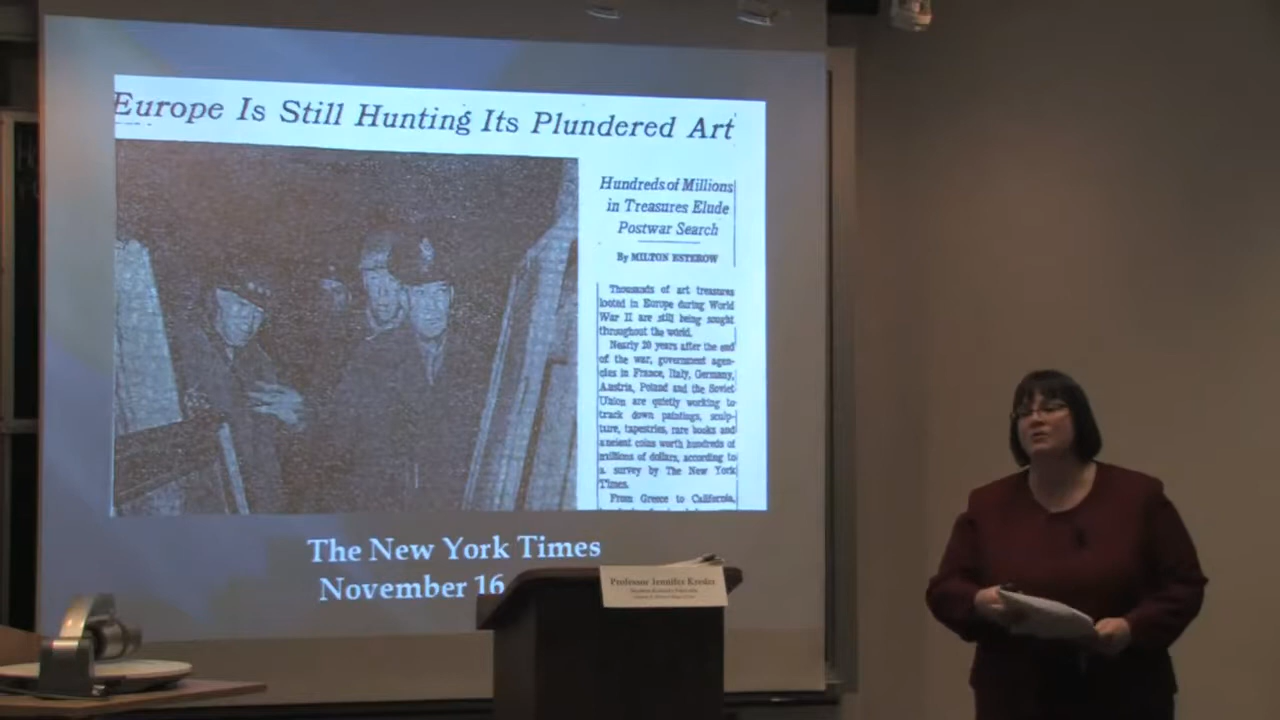 Europe Is Still Hunting Its Plundered Art
Hundreds of Millions
in Treasures Elude
Postwar Search
By MILTON ESTEROW
Thousands of art treasures
looted in Europe during World
War II are still being sought
throughout the world.
Nearly 20 years after the end
of the war, government agen-
cies in France, Italy, Germany,
Austria, Poland and the Soviet
Union are quietly working to
track down paintings, sculp-
ture, tapestries, rare books and
ancient coins worth hundreds of
millions of dollars, according to
a survey by The New York
Times.
From Greece to California,
The New York Times
November 16
Professor Jennifer Kreder